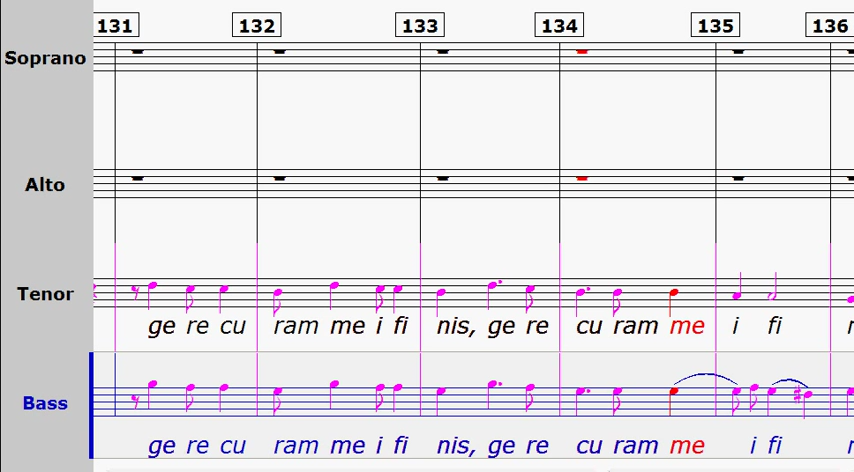 131 132 133 134 135 136
Soprano
Alto
Tenor
ge re cu ram me i fi nis, ge re cu ram me i fi
Bass
ge re cu ram me i fi nis, ge re cu ram me i fi